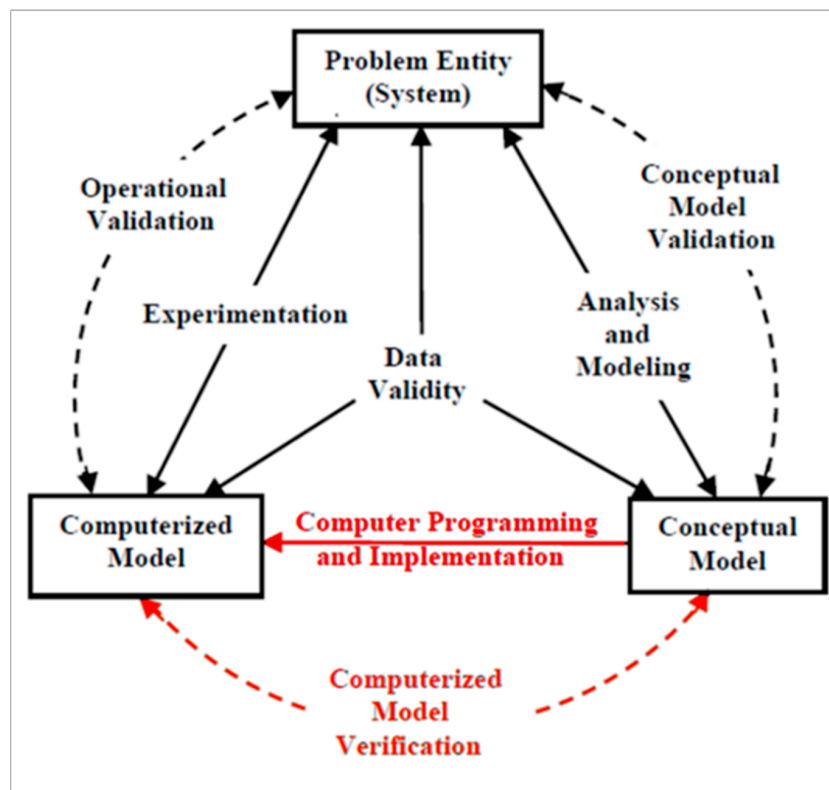 Problem Entity
(System)
Operational
Validation
Conceptual
Model
Validation
Experimentation
Analysis
and
Modeling
Data
Validity
Computerized
Model
Computer Programming
and Implementation
Conceptual
Model
Computerized
Model
Verification